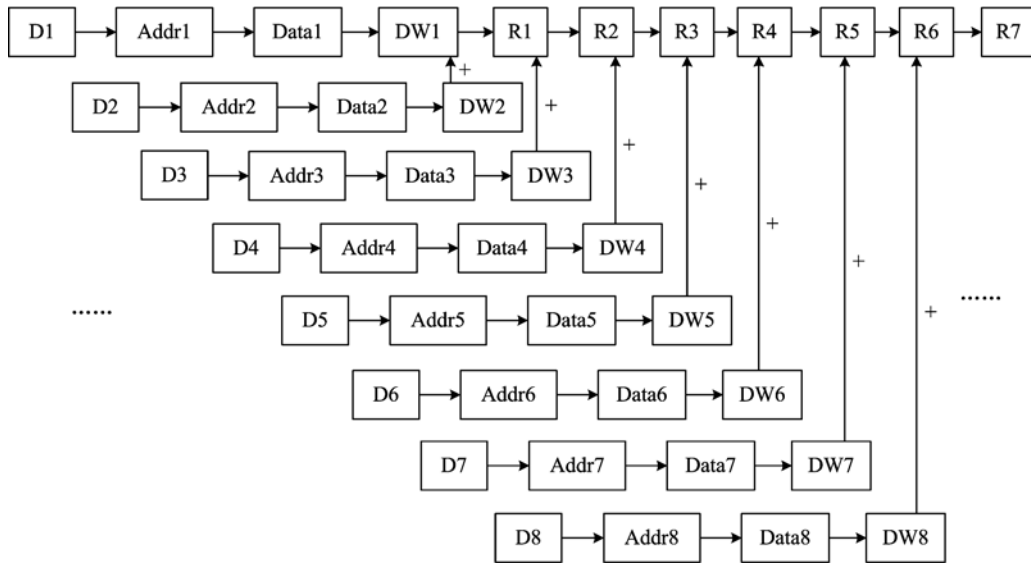 D1 Addr1 Data1 DW1 R1 R2 R3 R4 R5 R6 R7
+
D2 Addr2 Data2 DW2
+
D3 Addr3 Data3 DW3
+
+
D4 Addr4 Data4 DW4
+
+
D5 Addr5 Data5 DW5
...... ......
+
D6 Addr6 Data6 DW6
D7 Addr7 Data7 DW7
D8 Addr8 Data8 DW8